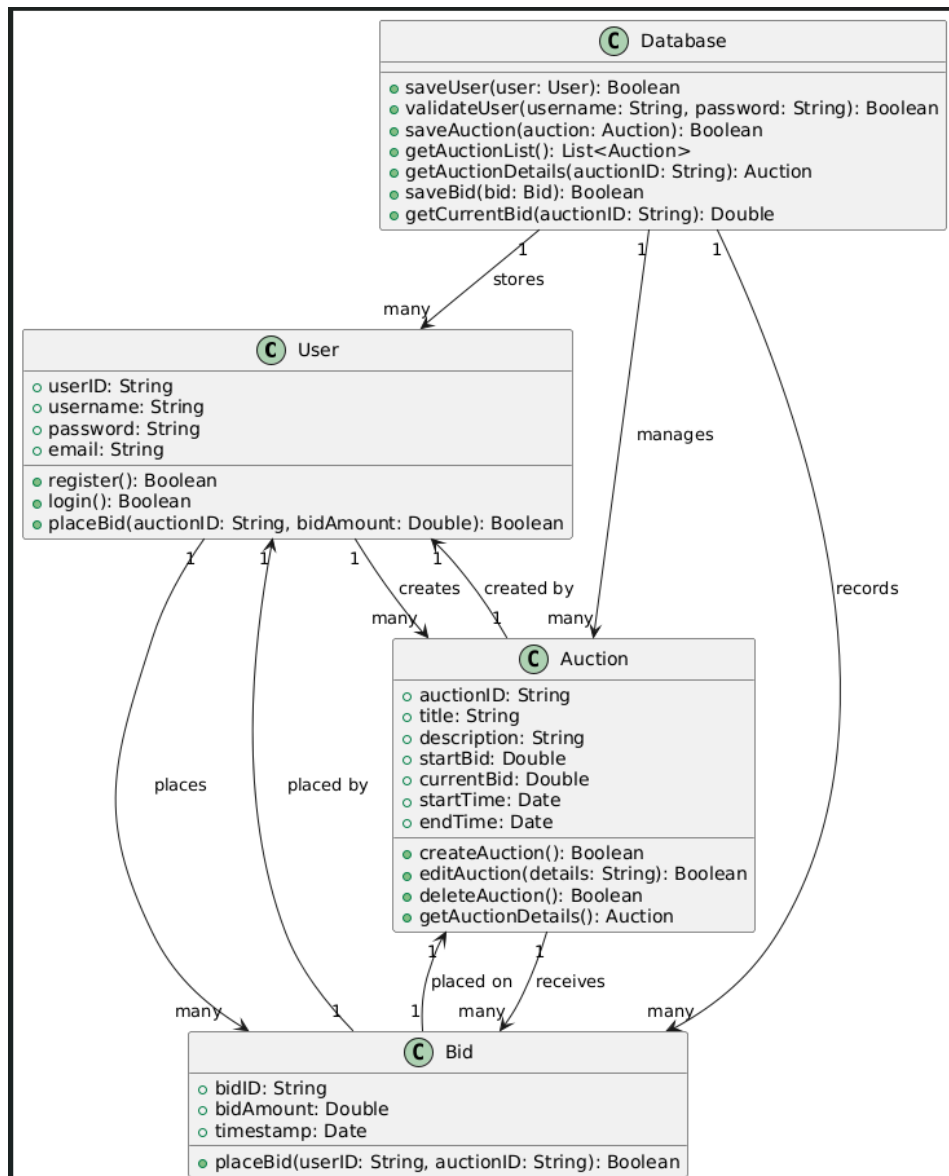 C Database
saveUser(user: User): Boolean
validateUser(username: String, password: String): Boolean
saveAuction(auction: Auction): Boolean
getAuctionList(): List<Auction>
getAuctionDetails(auctionID: String): Auction
saveBid(bid: Bid): Boolean
getCurrentBid(auctionID: String): Double
1
1
1
stores
many
C User
userID: String
username: String
password: String
email: String
register(): Boolean
login(): Boolean
placeBid(auctionID: String, bidAmount: Double): Boolean
manages
1
1
1
1
creates
created by
records
many
1
many
C Auction
auctionID: String
title: String
description: String
startBid: Double
currentBid: Double
startTime: Date
endTime: Date
createAuction(): Boolean
editAuction(details: String): Boolean
deleteAuction(): Boolean
getAuctionDetails(): Auction
places
placed by
1
1
placed on
receives
many
1
1
many
many
C Bid
bidID: String
bidAmount: Double
timestamp: Date
placeBid(userID: String, auctionID: String): Boolean